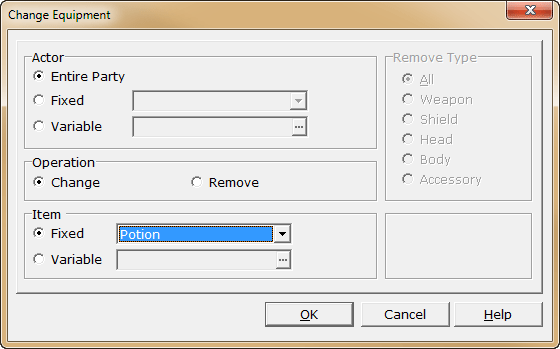 Change Equipment
Actor
Entire Party
Fixed
Variable
...
Operation
Change
Remove
Item
Fixed
Potion
Variable
...
Remove Type
All
Weapon
Shield
Head
Body
Accessory
OK
Cancel
Help